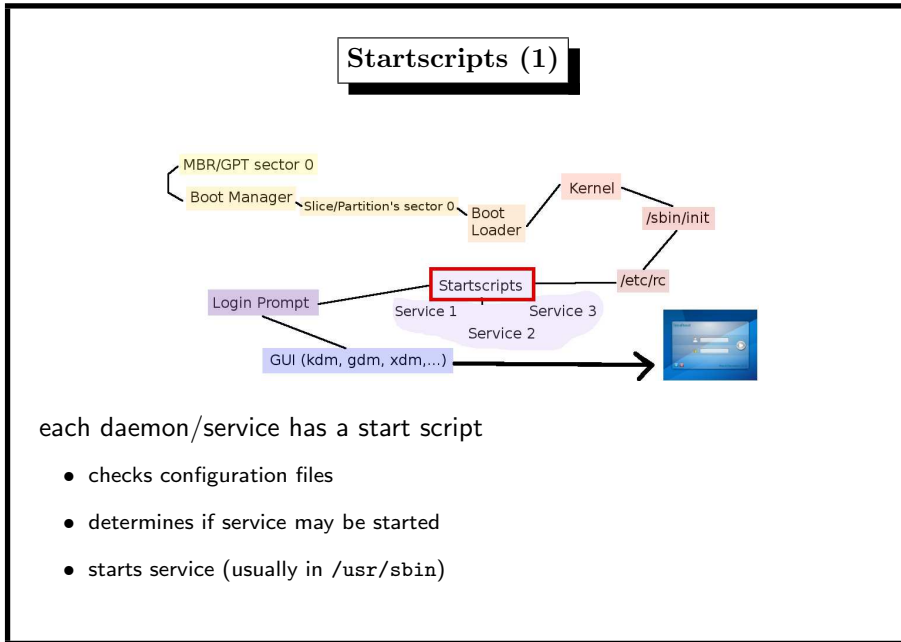 Startscripts (1)
MBR/GPT sector 0
Boot Manager
Slice/Partition's sector 0
Boot
Loader
Kernel
/sbin/init
/etc/rc
Startscripts
Service 1
Service 2
Service 3
Login Prompt
GUI (kdm, gdm, xdm,...)
each daemon/service has a start script
• checks configuration files
• determines if service may be started
• starts service (usually in /usr/sbin)